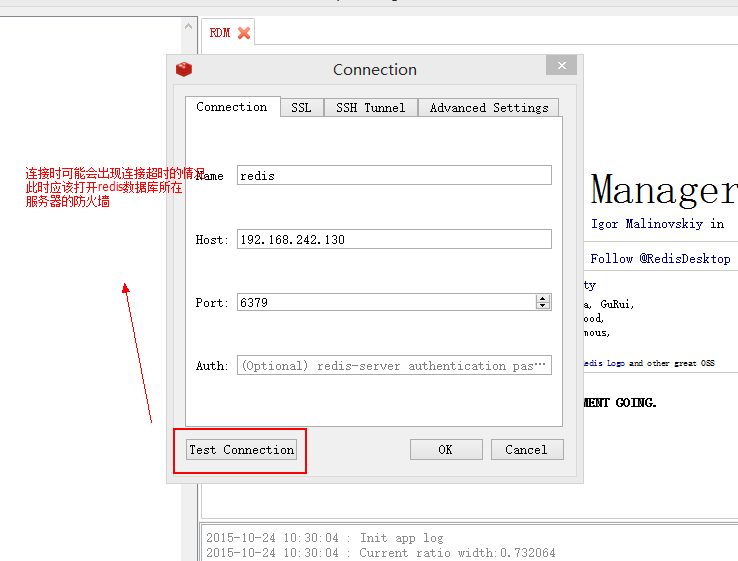 RDM
Connection
Connection
SSL
SSH Tunnel
Advanced Settings
连接时可能会出现连接超时的情况
此时应该打开redis数据库所在
服务器的防火墙
Name
redis
Manager
Igor Malinovskiy in
Host:
192.168.242.130
Follow @RedisDesktop
ty
a, GuRui,
Port:
6379
ood,
nous,
Auth:
(Optional) redis-server authentication pas…
edis Logo and other great OSS
MENT GOING.
Test Connection
OK
Cancel
2015-10-24 10:30:04 : Init app log
2015-10-24 10:30:04 : Current ratio width:0.732064